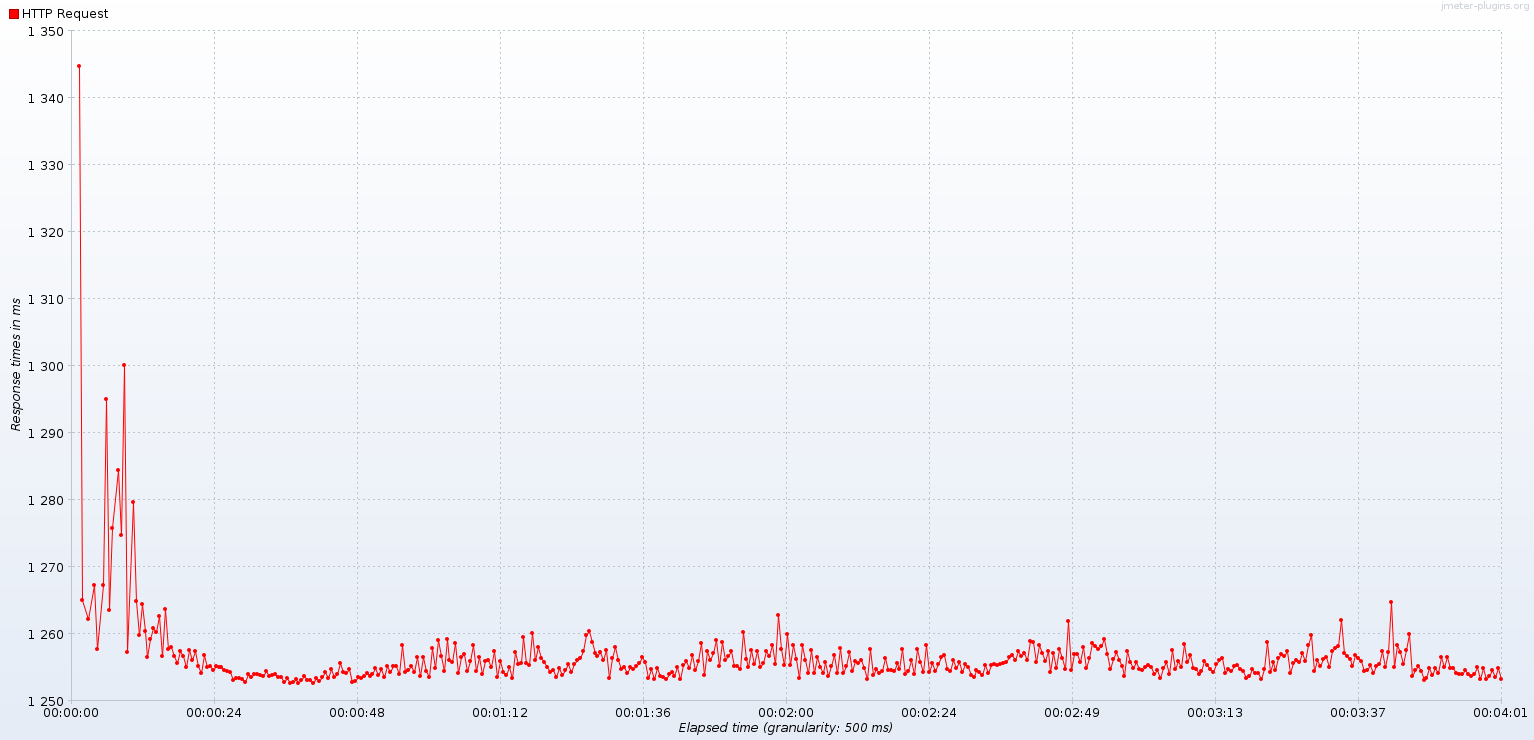 HTTP Request
jmeter-plugins.org
1 350
1 340
1 330
1 320
1 310
1 300
1 290
1 280
1 270
1 260
1 250
Response times in ms
00:00:00 00:00:24 00:00:48 00:01:12 00:01:36 00:02:00 00:02:24 00:02:49 00:03:13 00:03:37 00:04:01
Elapsed time (granularity: 500 ms)